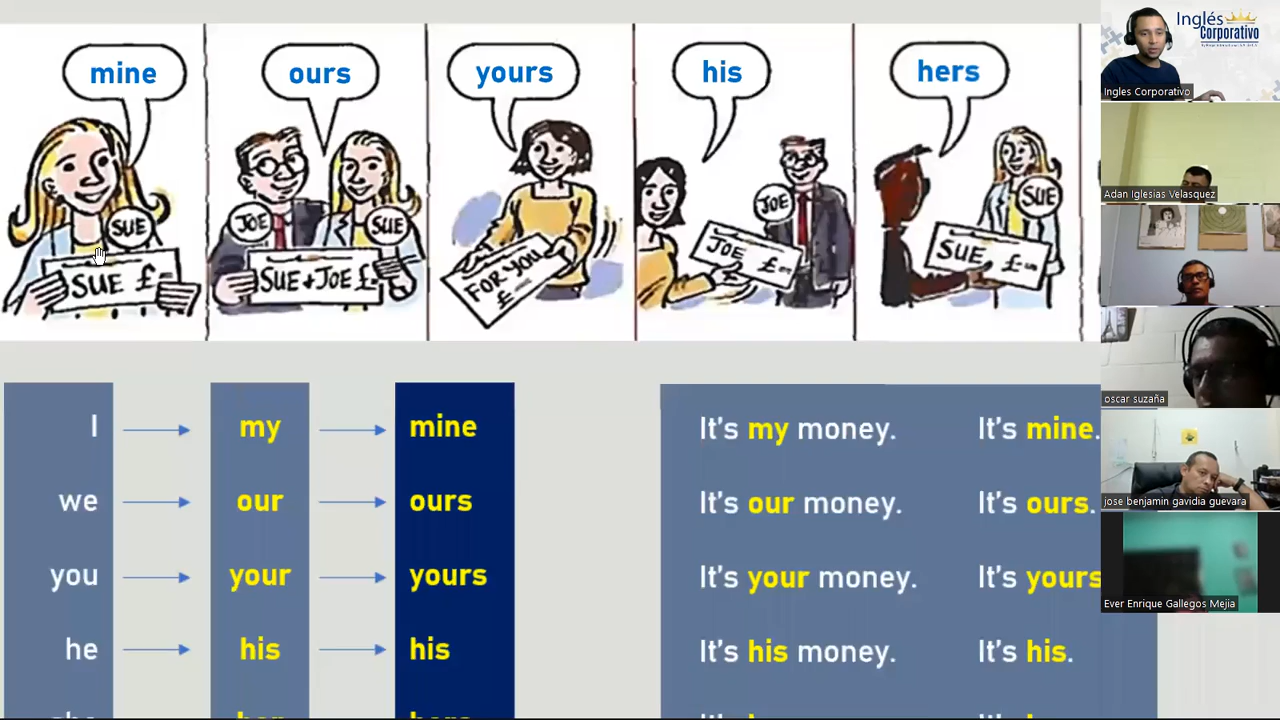 mine
ours
yours
his
hers
SUE
SUE £
JOE
SUE
SUE & JOE £
FOR YOU
£
JOE
JOE £
SUE
SUE £
I my mine
we our ours
you your yours
he his his
It's my money. It's mine.
It's our money. It's ours.
It's your money. It's yours
It's his money. It's his.
Inglés
Corporativo
Ingles Corporativo
Adan Iglesias Velasquez
oscar suzaña
jose benjamin gavidia guevara
Ever Enrique Gallegos Mejia